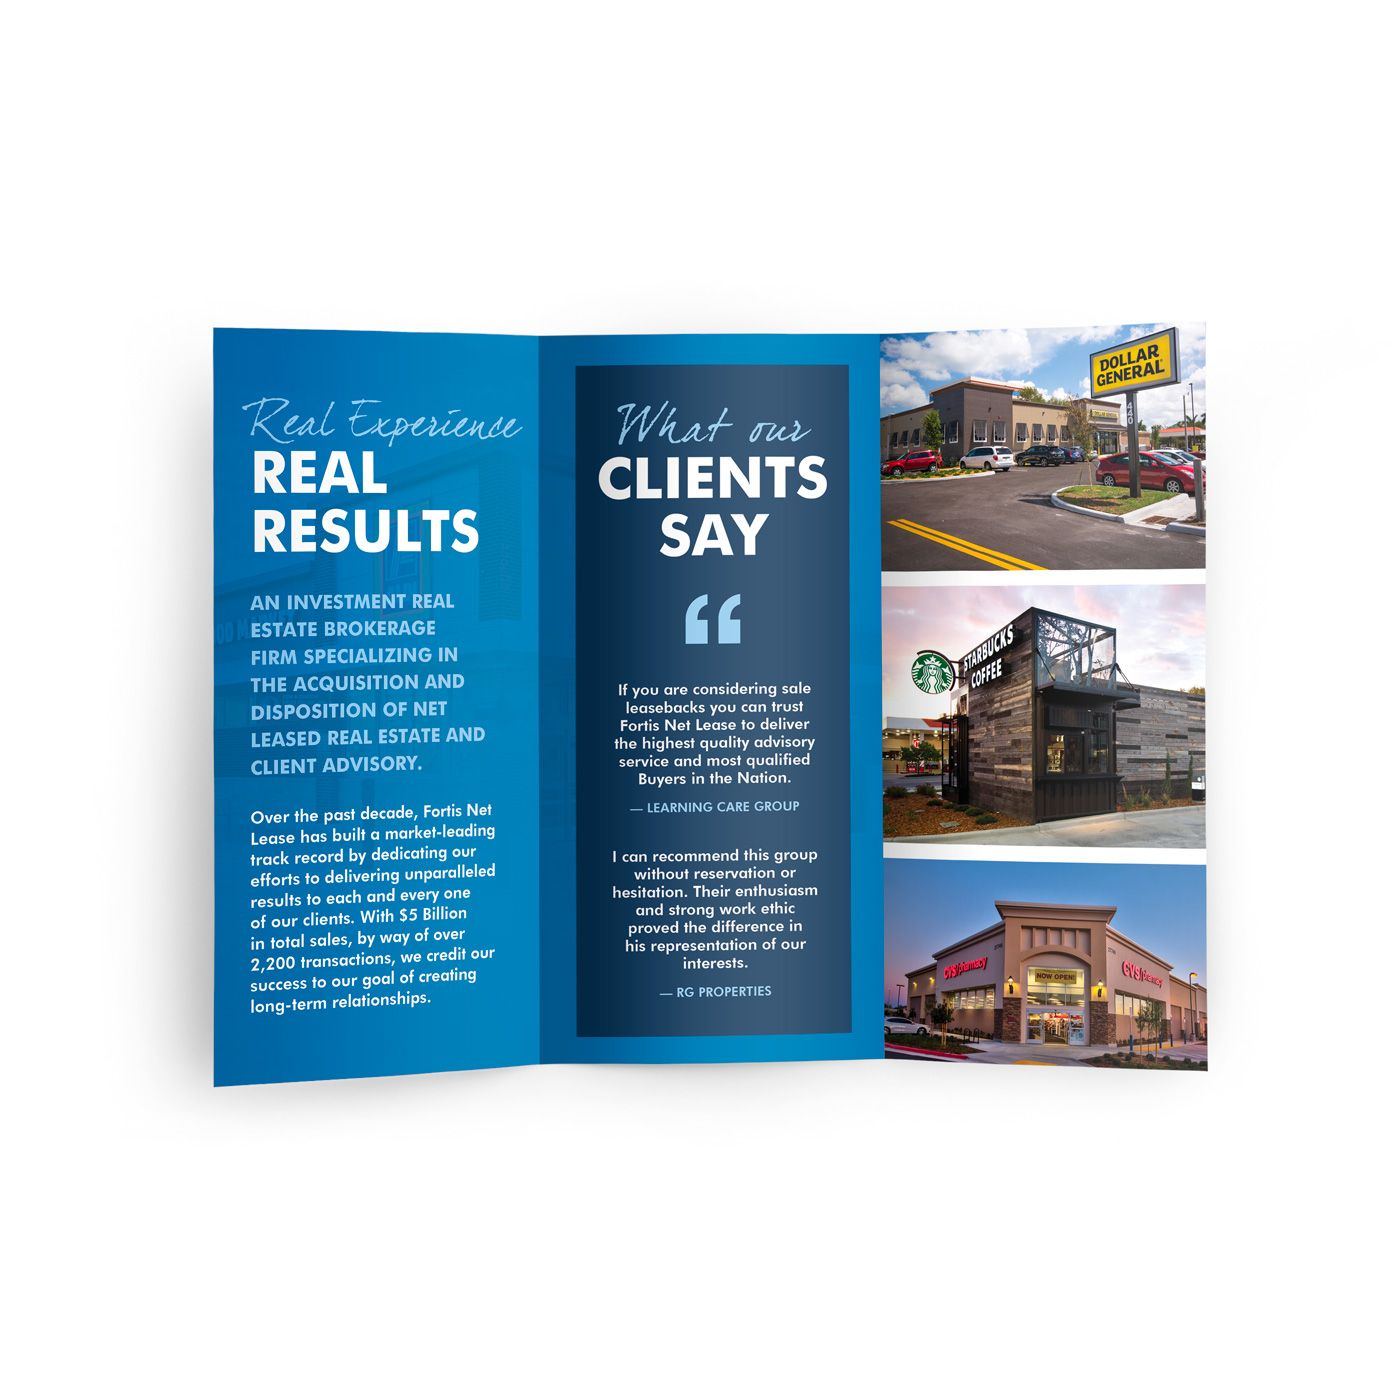 Real Experience
REAL
RESULTS
AN INVESTMENT REAL
ESTATE BROKERAGE
FIRM SPECIALIZING IN
THE ACQUISITION AND
DISPOSITION OF NET
LEASED REAL ESTATE AND
CLIENT ADVISORY.
Over the past decade, Fortis Net
Lease has built a market-leading
track record by dedicating our
efforts to delivering unparalleled
results to each and every one
of our clients. With $5 Billion
in total sales, by way of over
2,200 transactions, we credit our
success to our goal of creating
long-term relationships.
What our
CLIENTS
SAY
“
If you are considering sale
leasebacks you can trust
Fortis Net Lease to deliver
the highest quality advisory
service and most qualified
Buyers in the Nation.
— LEARNING CARE GROUP
I can recommend this group
without reservation or
hesitation. Their enthusiasm
and strong work ethic
proved the difference in
his representation of our
interests.
— RG PROPERTIES
DOLLAR
GENERAL
440
DOLLAR GENERAL
STARBUCKS
COFFEE
CVS/pharmacy
NOW OPEN!
CVS/pharmacy